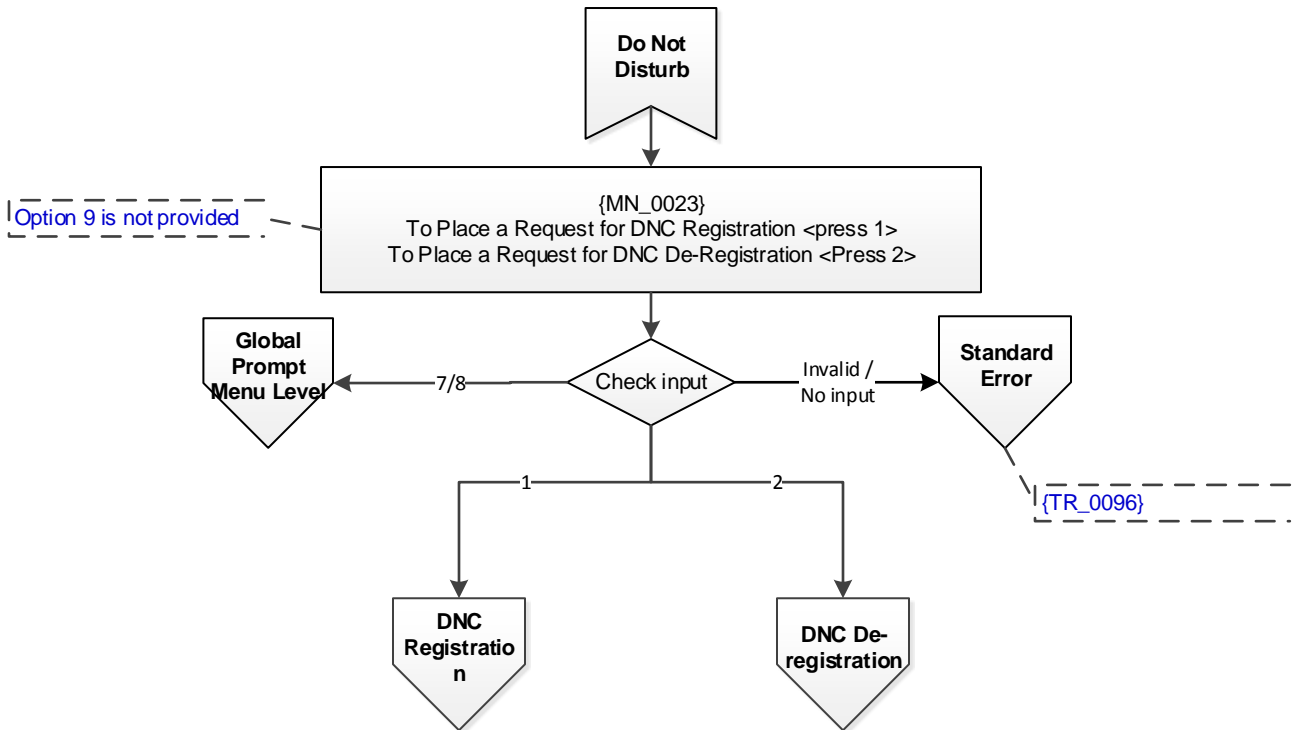 Do Not
Disturb
{MN_0023}
To Place a Request for DNC Registration <press 1>
To Place a Request for DNC De-Registration <Press 2>
Option 9 is not provided
Global
Prompt
Menu Level
7/8
Check input
Invalid /
No input
Standard
Error
{TR_0096}
1
2
DNC
Registratio
n
DNC De-
registration